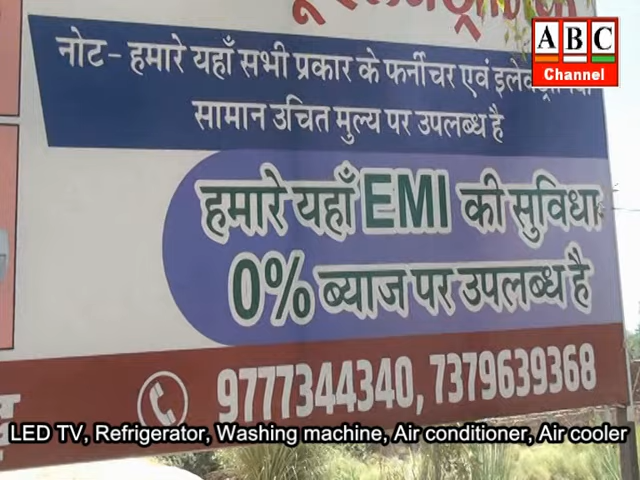 ABC
Channel
नोट - हमारे यहाँ सभी प्रकार के फर्नीचर एवं
सामान उचित मुल्य पर उपलब्ध है
हमारे यहाँ EMI की सुविधा
0% ब्याज पर उपलब्ध है
9777344340, 7379639368
LED TV, Refrigerator, Washing machine, Air conditioner, Air cooler